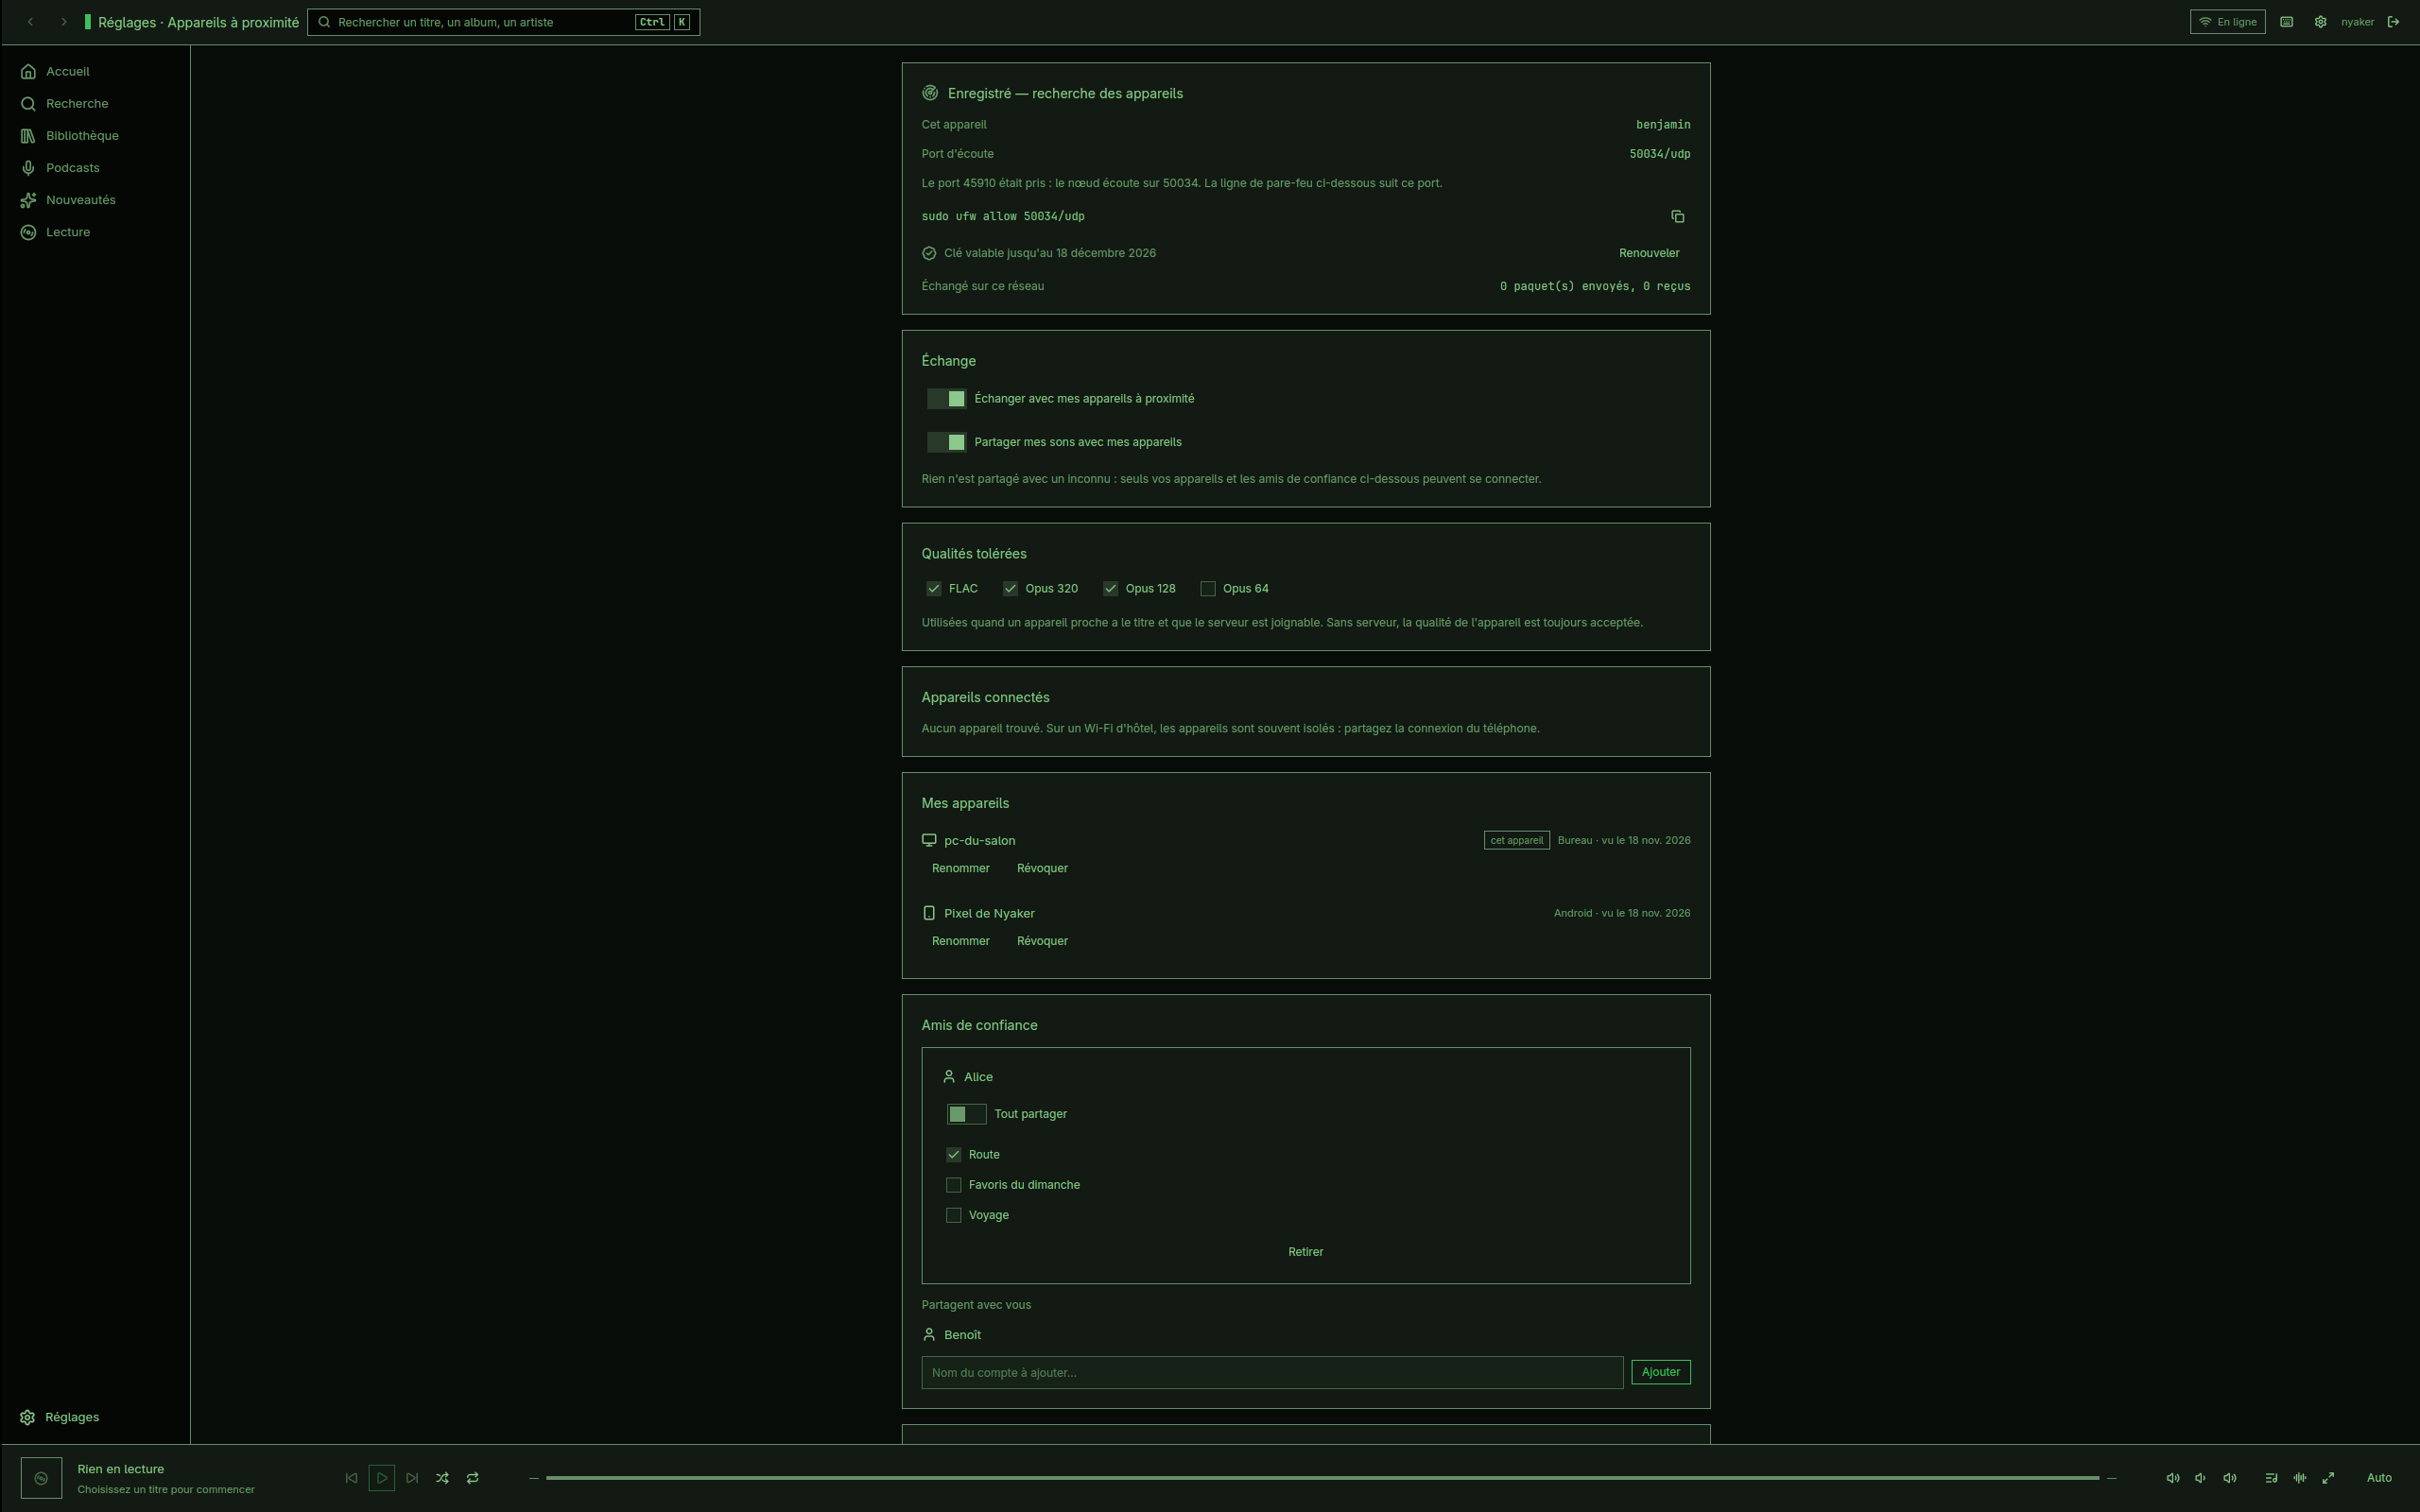 Réglages · Appareils à proximité
Rechercher un titre, un album, un artiste
Ctrl K
En ligne
nyaker
Accueil
Recherche
Bibliothèque
Podcasts
Nouveautés
Lecture
Réglages
Enregistré — recherche des appareils
Cet appareil benjamin
Port d'écoute 50034/udp
Le port 45910 était pris : le nœud écoute sur 50034. La ligne de pare-feu ci-dessous suit ce port.
sudo ufw allow 50034/udp
Clé valable jusqu'au 18 décembre 2026 Renouveler
Échangé sur ce réseau 0 paquet(s) envoyés, 0 reçus
Échange
Échanger avec mes appareils à proximité
Partager mes sons avec mes appareils
Rien n'est partagé avec un inconnu : seuls vos appareils et les amis de confiance ci-dessous peuvent se connecter.
Qualités tolérées
FLAC Opus 320 Opus 128 Opus 64
Utilisées quand un appareil proche a le titre et que le serveur est joignable. Sans serveur, la qualité de l'appareil est toujours acceptée.
Appareils connectés
Aucun appareil trouvé. Sur un Wi-Fi d'hôtel, les appareils sont souvent isolés : partagez la connexion du téléphone.
Mes appareils
pc-du-salon cet appareil Bureau · vu le 18 nov. 2026
Renommer Révoquer
Pixel de Nyaker Android · vu le 18 nov. 2026
Renommer Révoquer
Amis de confiance
Alice
Tout partager
Route
Favoris du dimanche
Voyage
Retirer
Partagent avec vous
Benoît
Nom du compte à ajouter...
Ajouter
Rien en lecture
Choisissez un titre pour commencer
Auto